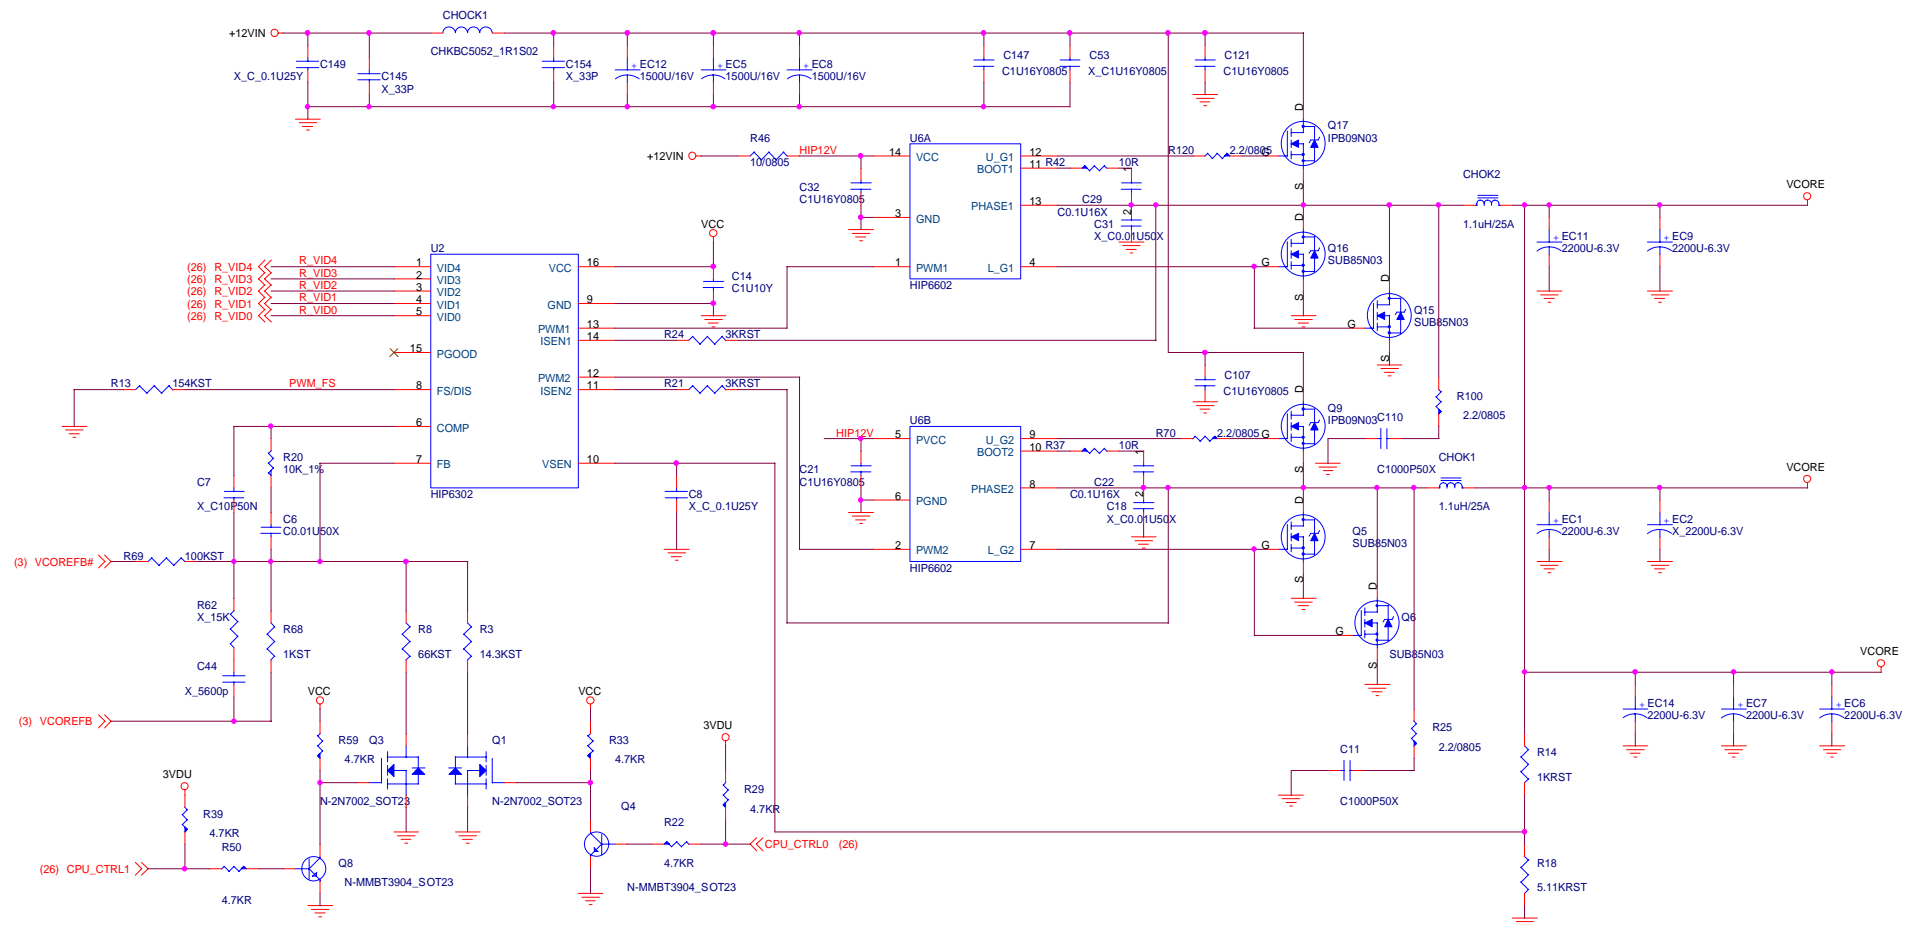 CHOCK1
+12VIN
CHKBC5052_1R1S02
C149
X_C_0.1U25Y
C145
X_33P
C154
X_33P
EC12
1500U/16V
EC5
1500U/16V
EC8
1500U/16V
C147
C1U16Y0805
C53
X_C1U16Y0805
C121
C1U16Y0805
R46
+12VIN
10/0805
HIP12V
C32
C1U16Y0805
U6A
14 VCC
3 GND
1 PWM1
U_G1 12
BOOT1 11
PHASE1 13
L_G1 4
HIP6602
R42 10R
R120 2.2/0805
C29
C0.1U16X
1
2
C31
X_C0.01U50X
D
G
S
Q17
IPB09N03
D
G
S
Q16
SUB85N03
D
G
S
Q15
SUB85N03
CHOK2
1.1uH/25A
VCORE
EC11
2200U-6.3V
EC9
2200U-6.3V
VCC
C14
C1U10Y
U2
(26) R_VID4 R_VID4 1 VID4
(26) R_VID3 R_VID3 2 VID3
(26) R_VID2 R_VID2 3 VID2
(26) R_VID1 R_VID1 4 VID1
(26) R_VID0 R_VID0 5 VID0
15 PGOOD
R13 154KST PWM_FS 8 FS/DIS
6 COMP
7 FB
VCC 16
GND 9
PWM1 13
ISEN1 14
PWM2 12
ISEN2 11
VSEN 10
HIP6302
R24 3KRST
R21 3KRST
C8
X_C_0.1U25Y
C107
C1U16Y0805
HIP12V
C21
C1U16Y0805
U6B
5 PVCC
6 PGND
2 PWM2
U_G2 9
BOOT2 10
PHASE2 8
L_G2 7
HIP6602
R37 10R
R70 2.2/0805
C22
C0.1U16X
1
2
C18
X_C0.01U50X
D
G
S
Q9
IPB09N03
D
G
S
Q5
SUB85N03
D
G
S
Q6
SUB85N03
R100
2.2/0805
C110
C1000P50X
CHOK1
1.1uH/25A
VCORE
EC1
2200U-6.3V
EC2
X_2200U-6.3V
R20
10K_1%
C7
X_C10P50N
C6
C0.01U50X
(3) VCOREFB# R69 100KST
R62
X_15K
R68
1KST
C44
X_5600p
R8
66KST
R3
14.3KST
(3) VCOREFB
VCC
R59
4.7KR
Q3
N-2N7002_SOT23
Q1
N-2N7002_SOT23
VCC
R33
4.7KR
3VDU
R29
4.7KR
3VDU
R39
4.7KR
R50
4.7KR
(26) CPU_CTRL1
Q8
N-MMBT3904_SOT23
Q4
N-MMBT3904_SOT23
R22
4.7KR
CPU_CTRL0 (26)
R25
2.2/0805
C11
C1000P50X
VCORE
EC14
2200U-6.3V
EC7
2200U-6.3V
EC6
2200U-6.3V
R14
1KRST
R18
5.11KRST